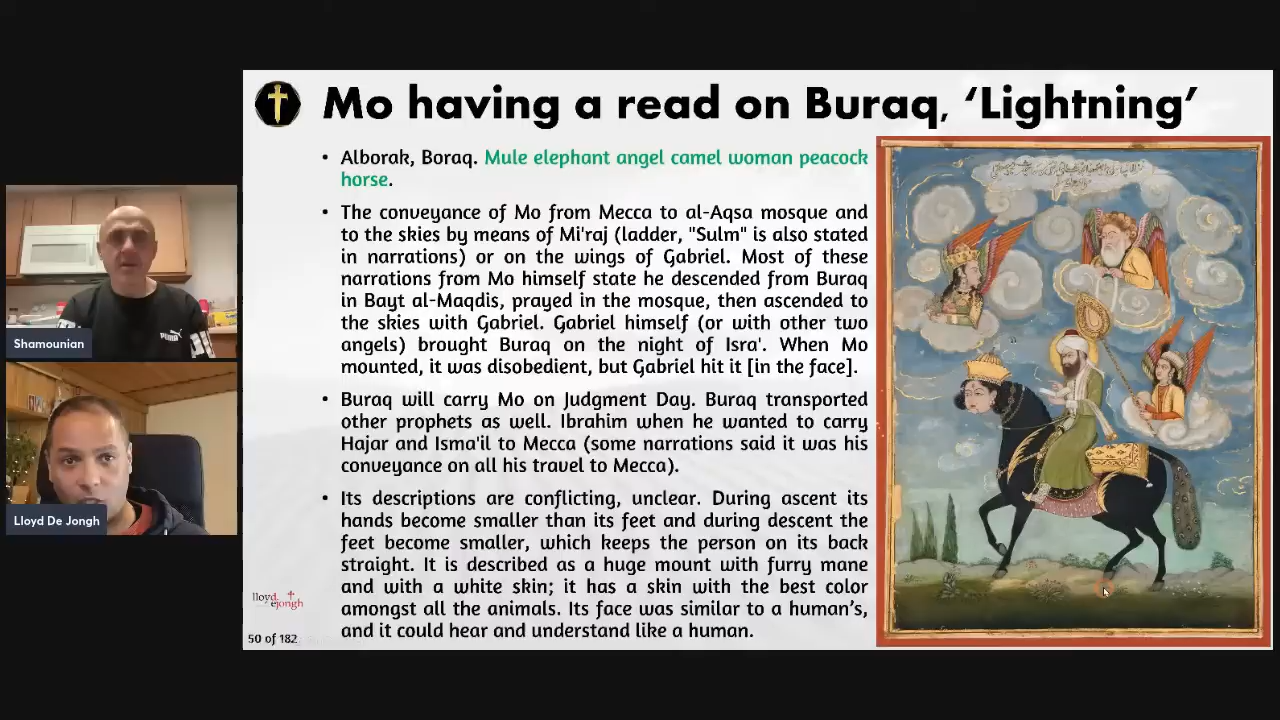 Mo having a read on Buraq, ‘Lightning’
• Alborak, Boraq. Mule elephant angel camel woman peacock
horse.
• The conveyance of Mo from Mecca to al-Aqsa mosque and
to the skies by means of Mi'raj (ladder, "Sulm" is also stated
in narrations) or on the wings of Gabriel. Most of these
narrations from Mo himself state he descended from Buraq
in Bayt al-Maqdis, prayed in the mosque, then ascended to
the skies with Gabriel. Gabriel himself (or with other two
angels) brought Buraq on the night of Isra'. When Mo
mounted, it was disobedient, but Gabriel hit it [in the face].
• Buraq will carry Mo on Judgment Day. Buraq transported
other prophets as well. Ibrahim when he wanted to carry
Hajar and Isma'il to Mecca (some narrations said it was his
conveyance on all his travel to Mecca).
• Its descriptions are conflicting, unclear. During ascent its
hands become smaller than its feet and during descent the
feet become smaller, which keeps the person on its back
straight. It is described as a huge mount with furry mane
and with a white skin; it has a skin with the best color
amongst all the animals. Its face was similar to a human’s,
and it could hear and understand like a human.
Shamounian
PUMA
Lloyd De Jongh
lloyd.
ejongh
50 of 182